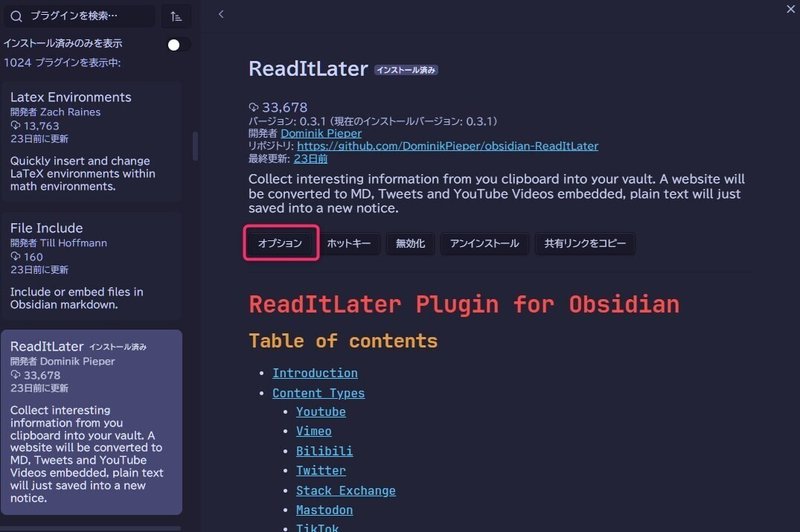 プラグインを検索…
インストール済みのみを表示
1024 プラグインを表示中:
Latex Environments
開発者 Zach Raines
13,763
23日前に更新
Quickly insert and change
LaTeX environments within
math environments.
File Include
開発者 Till Hoffmann
160
23日前に更新
Include or embed files in
Obsidian markdown.
ReadItLater インストール済み
開発者 Dominik Pieper
33,678
23日前に更新
Collect interesting
information from you
clipboard into your vault. A
website will be converted to
MD, Tweets and YouTube
Videos embedded, plain text
will just saved into a new
notice.
ReadItLater インストール済み
33,678
バージョン: 0.3.1 (現在のインストールバージョン: 0.3.1)
開発者 Dominik Pieper
リポジトリ: https://github.com/DominikPieper/obsidian-ReadItLater
最終更新: 23日前
Collect interesting information from you clipboard into your vault. A website will
be converted to MD, Tweets and YouTube Videos embedded, plain text will just
saved into a new notice.
オプション ホットキー 無効化 アンインストール 共有リンクをコピー
ReadItLater Plugin for Obsidian
Table of contents
• Introduction
• Content Types
• Youtube
• Vimeo
• Bilibili
• Twitter
• Stack Exchange
• Mastodon
• TikTok